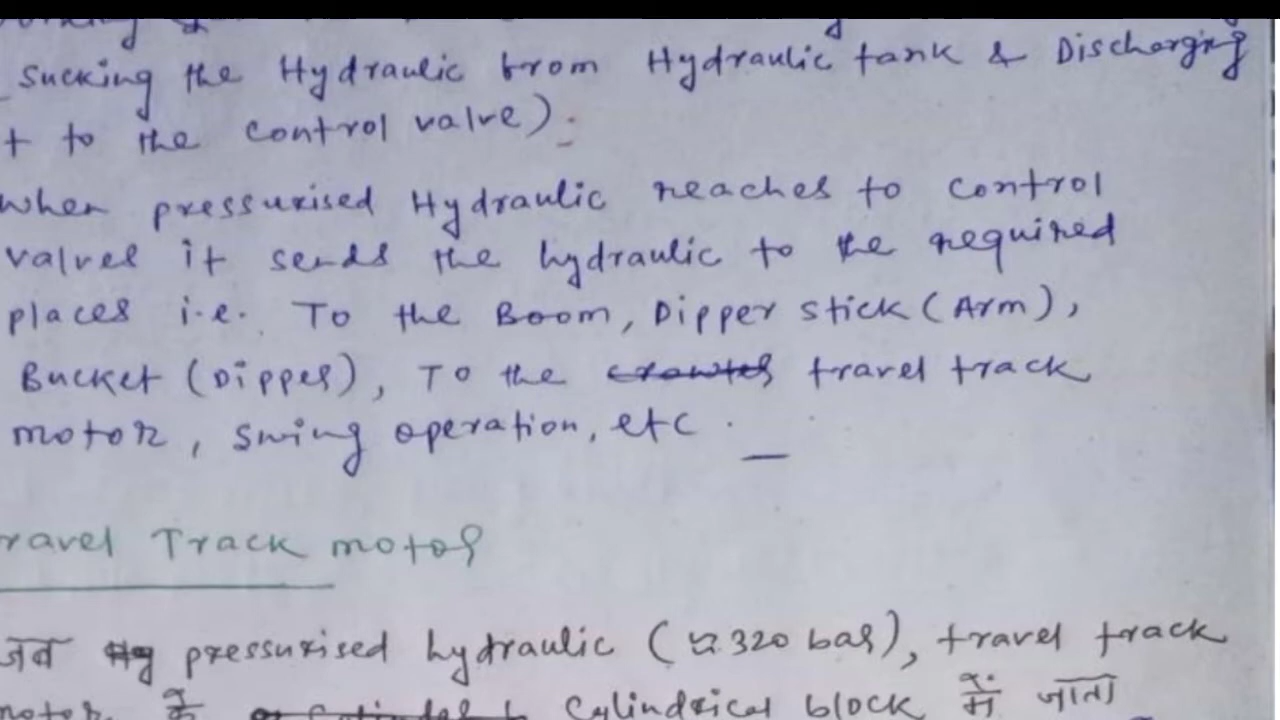 sucking the Hydraulic from Hydraulic tank & Discharging
t to the control valve).
when pressurised Hydraulic reaches to control
valves it sends the hydraulic to the required
places i.e. To the Boom, Dipper stick (Arm),
Bucket (Dipper), To the travel track
motor, swing operation, etc.
ravel Track motor
जब pressurised hydraulic (≈320 bar), travel track
motor के cylindrical block में जाता